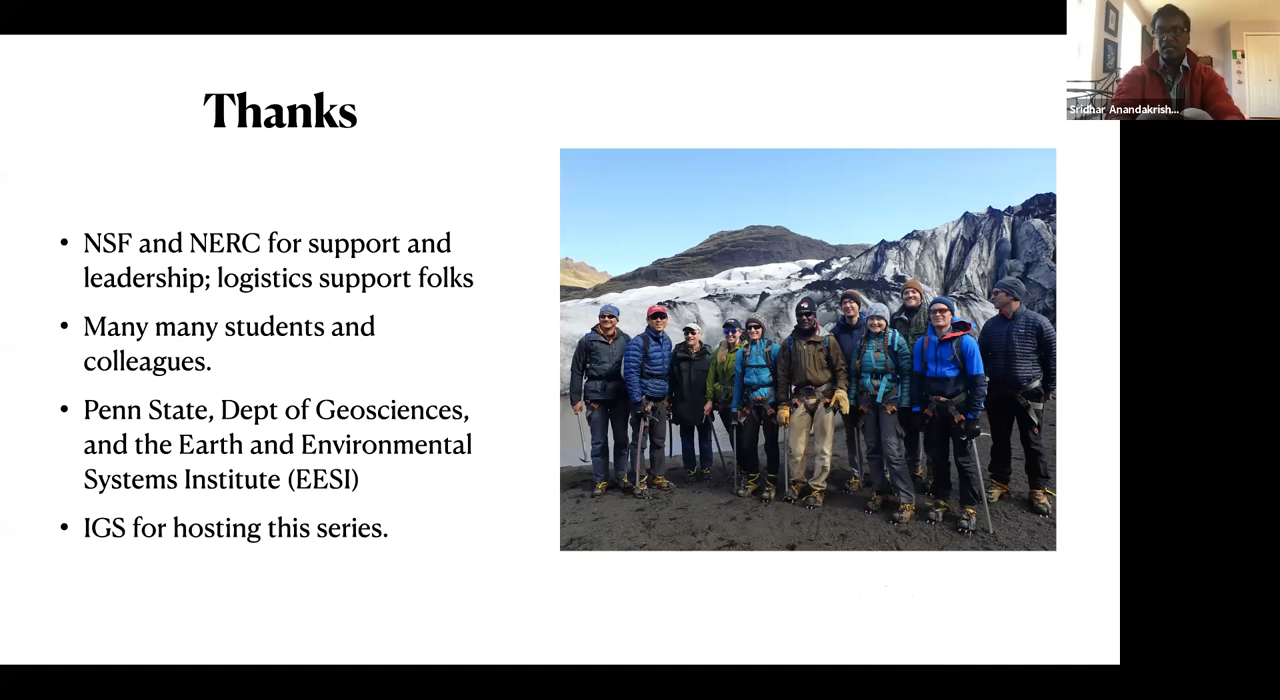 Thanks
• NSF and NERC for support and
leadership; logistics support folks
• Many many students and
colleagues.
• Penn State, Dept of Geosciences,
and the Earth and Environmental
Systems Institute (EESI)
• IGS for hosting this series.
Sridhar Anandakrish...